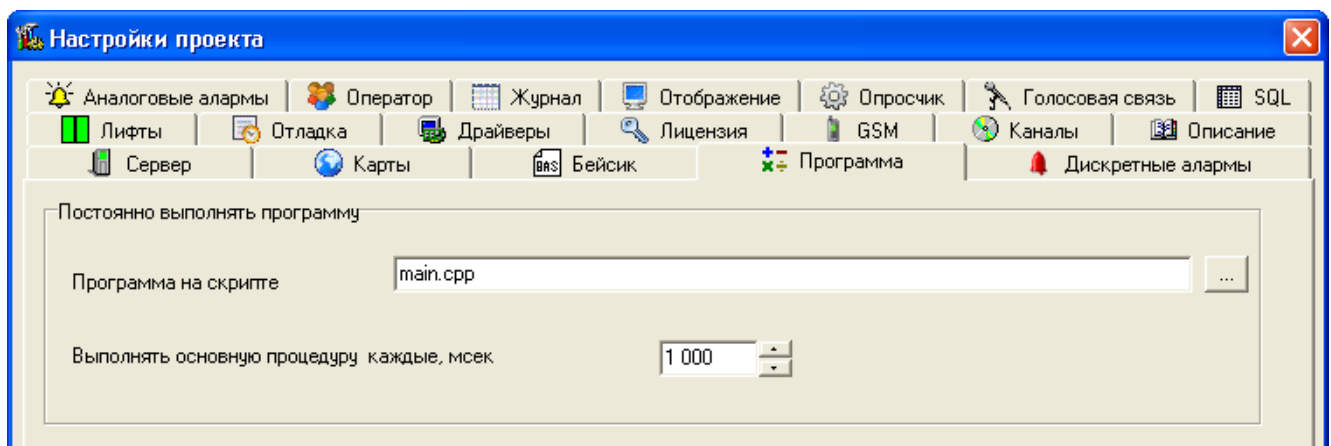 Настройки проекта
Аналоговые алармы Оператор Журнал Отображение Опросчик Голосовая связь SQL
Лифты Отладка Драйверы Лицензия GSM Каналы Описание
Сервер Карты BAS Бейсик Программа Дискретные алармы
Постоянно выполнять программу
Программа на скрипте main.cpp ...
Выполнять основную процедуру каждые, мсек 1 000